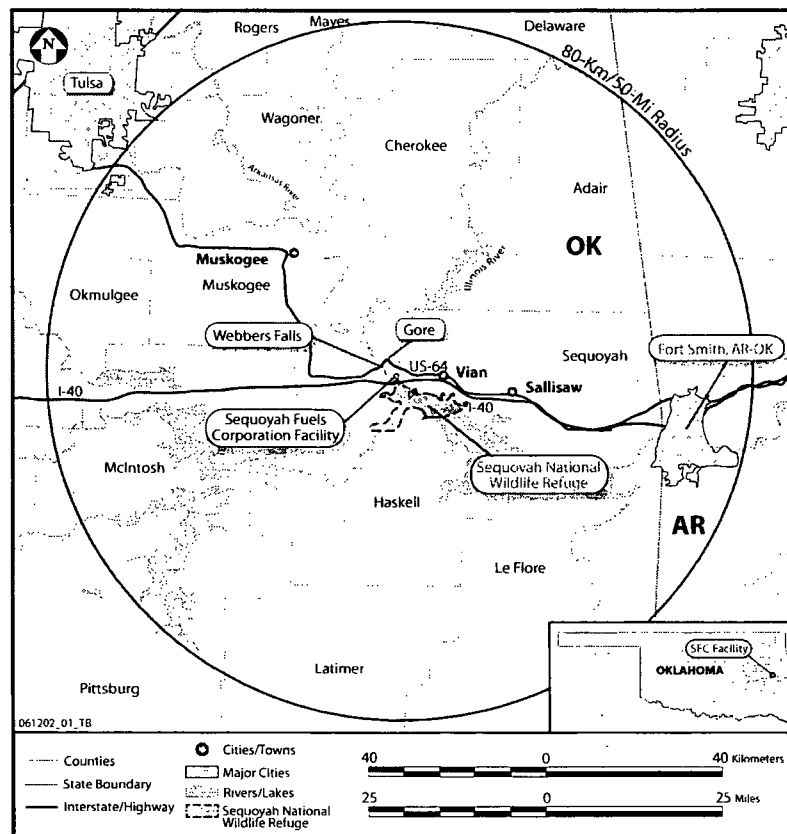 Rogers
Mayes
Delaware
N
Tulsa
80-Km/50-Mi Radius
Wagoner
Cherokee
Arkansas River
Adair
OK
Muskogee
Muskogee
Illinois River
Okmulgee
Webbers Falls
Gore
US-64
Vian
Sequoyah
Fort Smith, AR-OK
I-40
Sallisaw
I-40
Sequoyah Fuels
Corporation Facility
McIntosh
Sequoyah National
Wildlife Refuge
Haskell
AR
Le Flore
Latimer
Pittsburg
SFC Facility
OKLAHOMA
061202_01_TB
Counties
State Boundary
Interstate/Highway
Cities/Towns
Major Cities
Rivers/Lakes
Sequoyah National
Wildlife Refuge
40 0 40 Kilometers
25 0 25 Miles